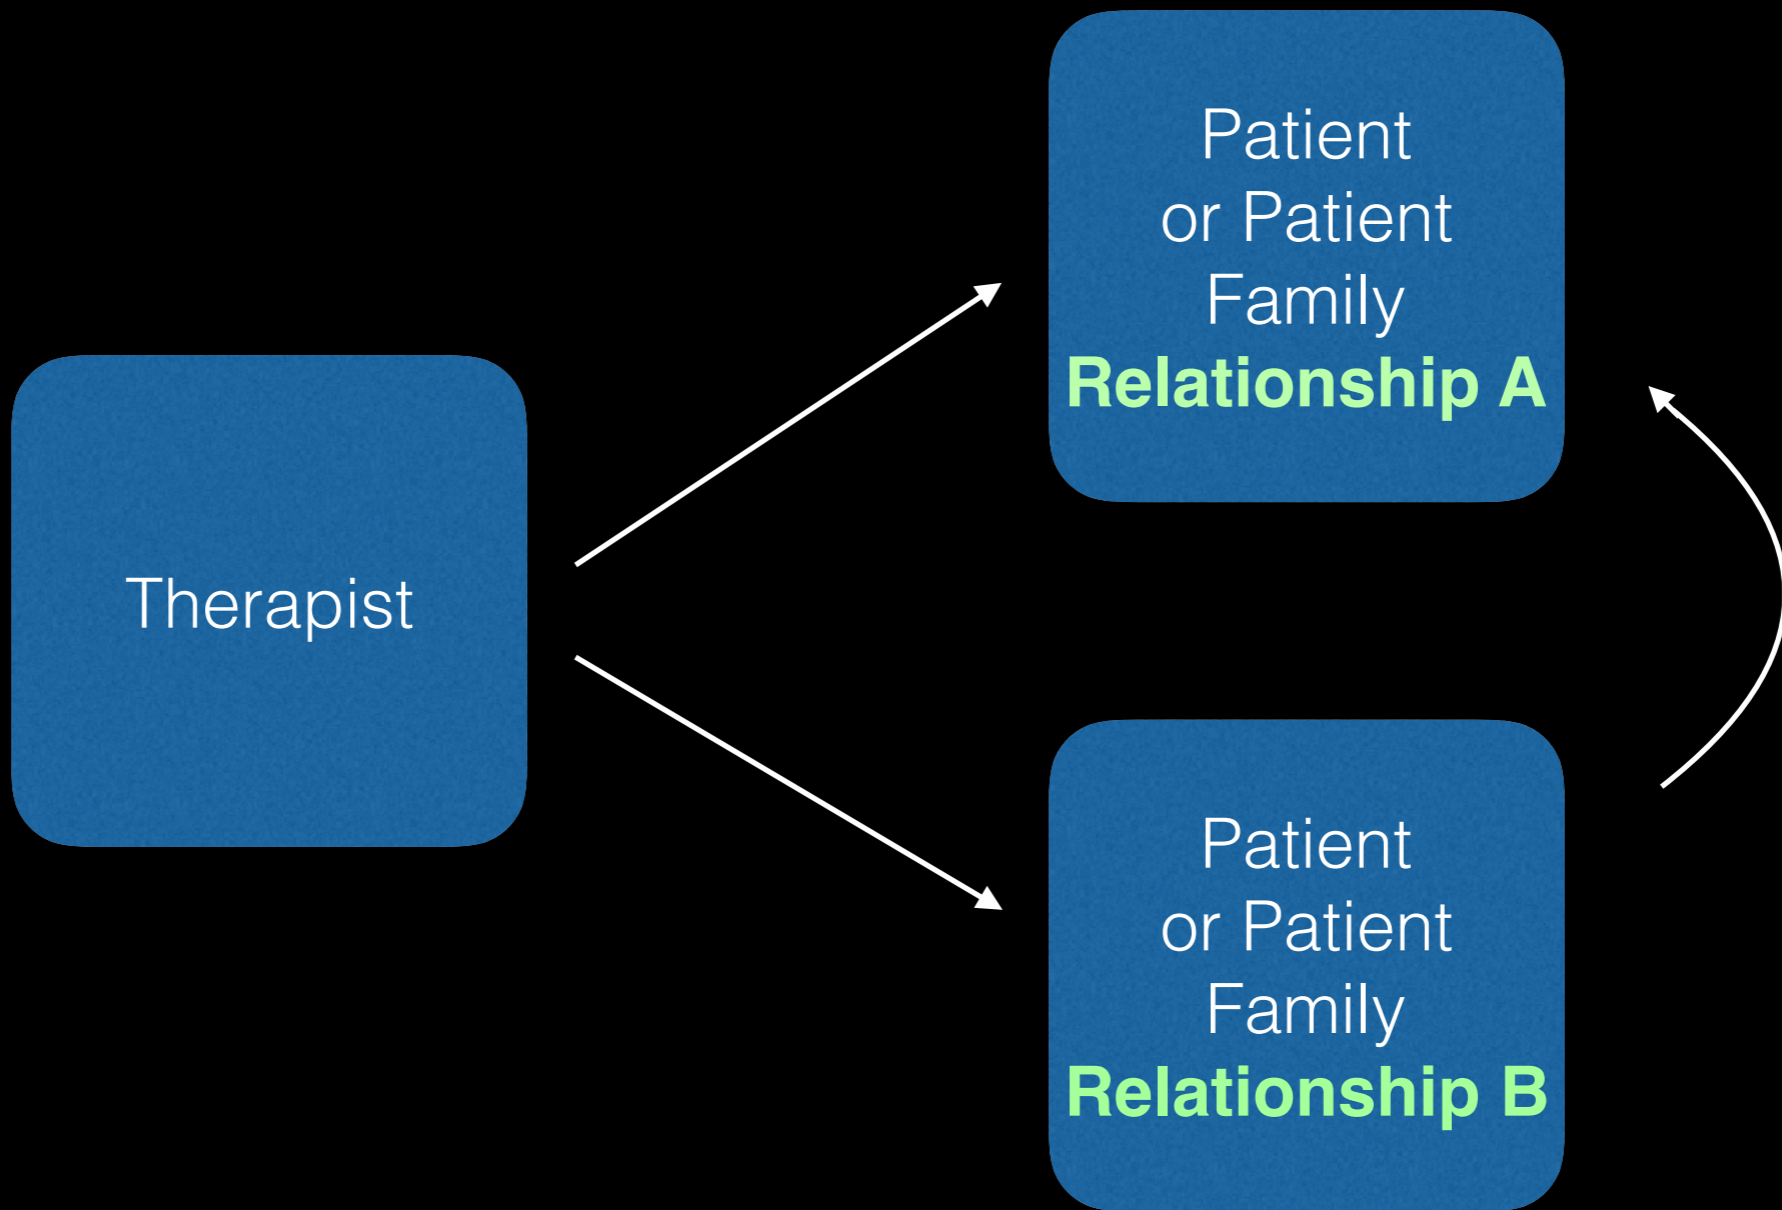 Patient
or Patient
Family
Relationship A
Therapist
Patient
or Patient
Family
Relationship B